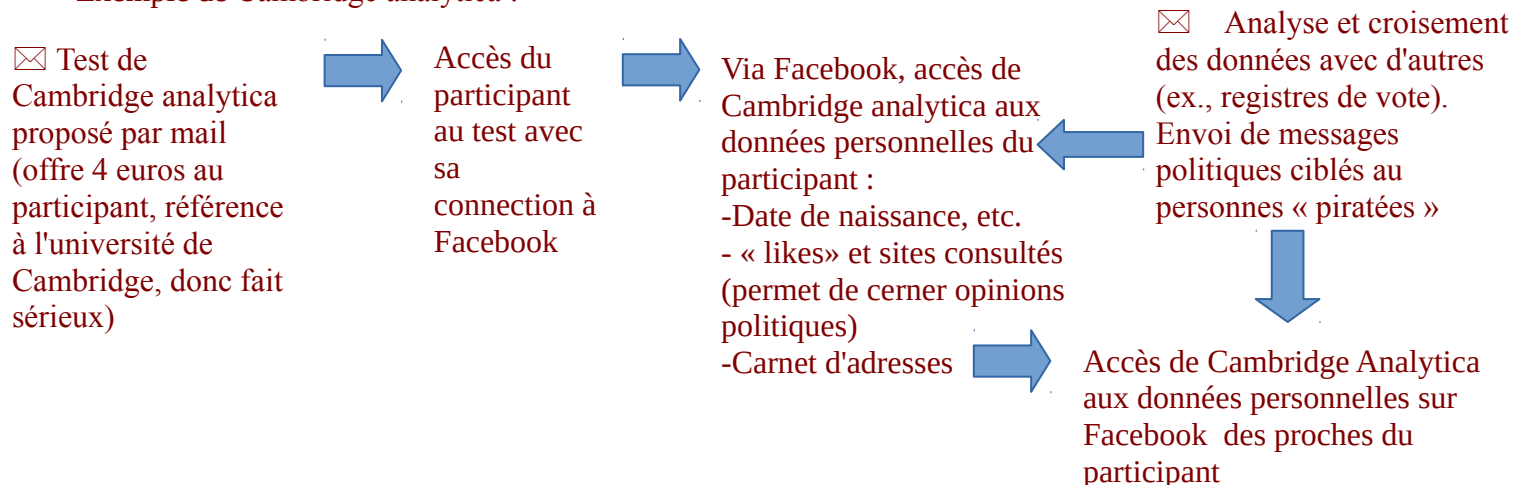 Exemple de Cambridge analytica :
✉ Test de
Cambridge analytica
proposé par mail
(offre 4 euros au
participant, référence
à l'université de
Cambridge, donc fait
sérieux)
Accès du
participant
au test avec
sa
connection à
Facebook
Via Facebook, accès de
Cambridge analytica aux
données personnelles du
participant :
-Date de naissance, etc.
- « likes» et sites consultés
(permet de cerner opinions
politiques)
-Carnet d'adresses
✉ Analyse et croisement
des données avec d'autres
(ex., registres de vote).
Envoi de messages
politiques ciblés au
personnes « piratées »
Accès de Cambridge Analytica
aux données personnelles sur
Facebook des proches du
participant